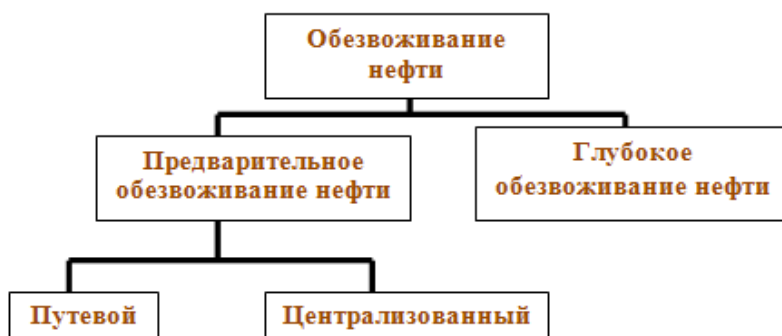 Обезвоживание
нефти
Предварительное
обезвоживание нефти
Глубокое
обезвоживание нефти
Путевой
Централизованный